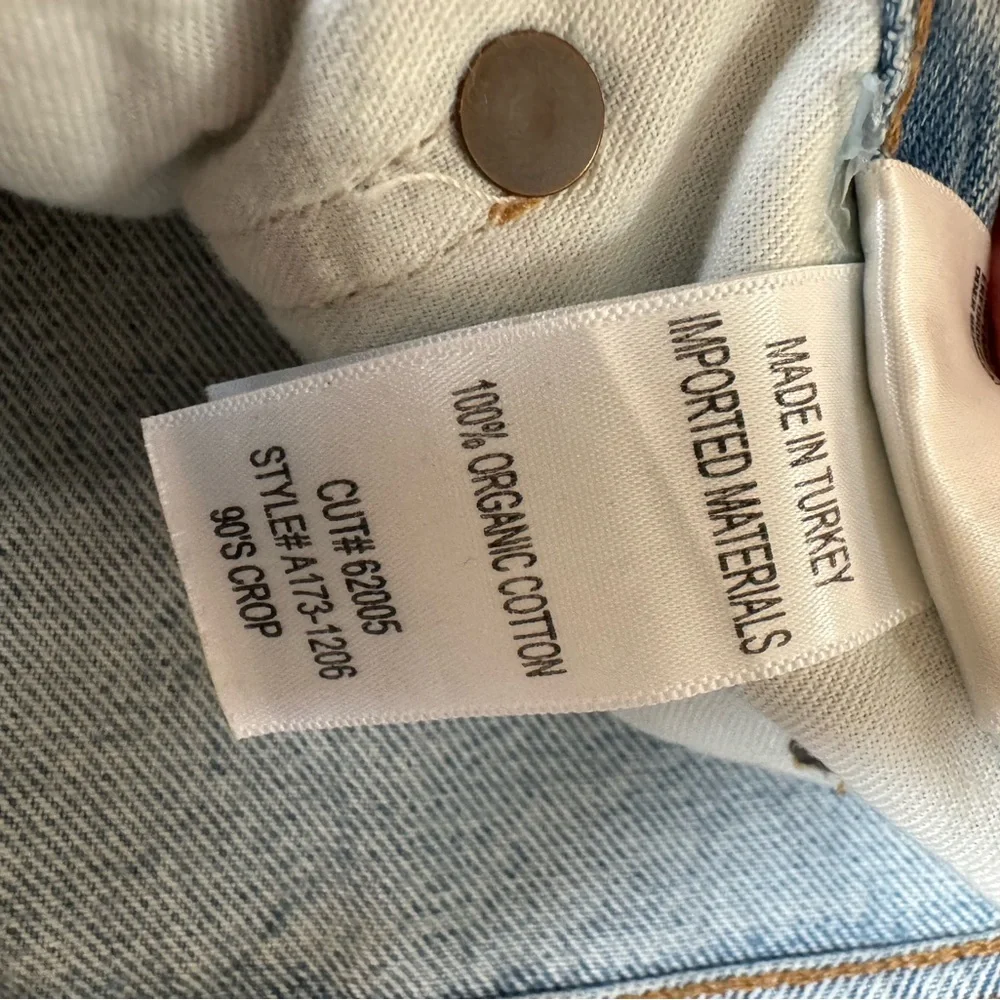 MADE IN TURKEY
IMPORTED MATERIALS
100% ORGANIC COTTON
CUT# 62005
STYLE# A173-1206
90'S CROP